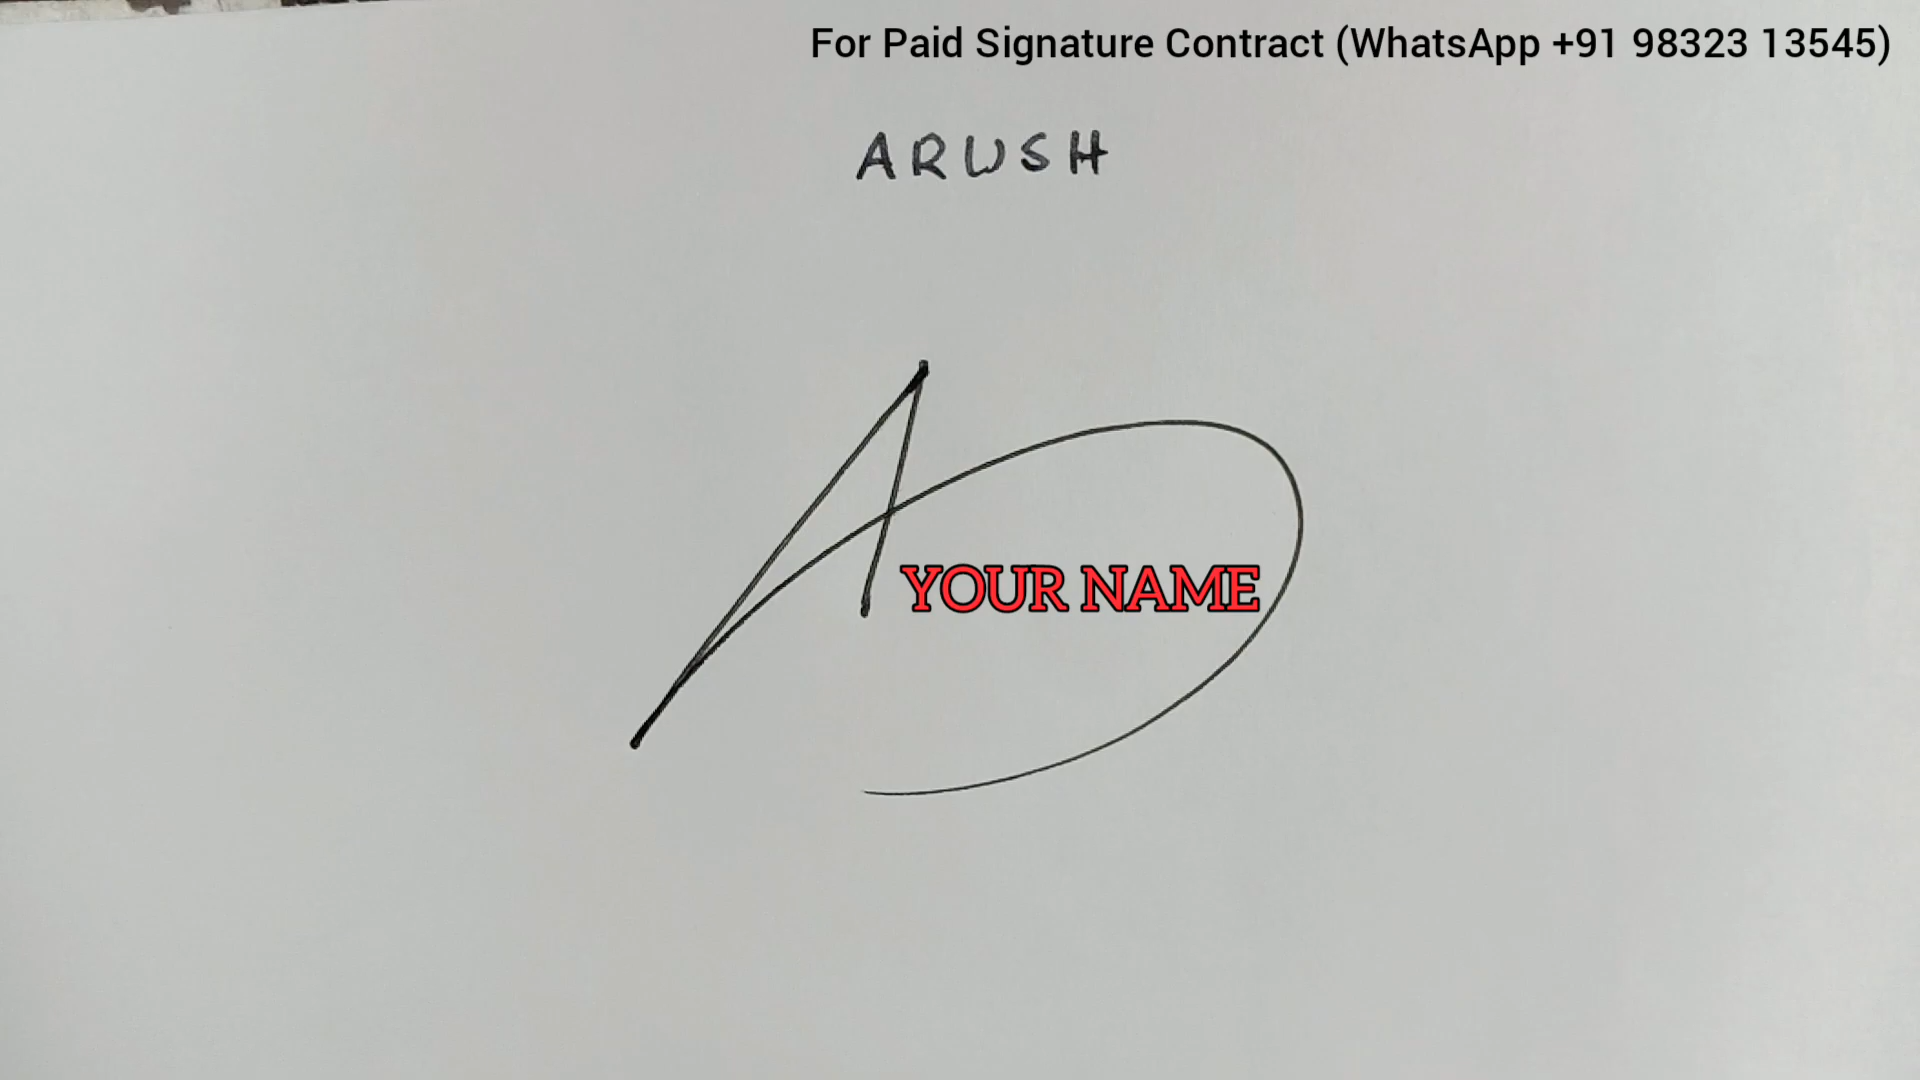 For Paid Signature Contract (WhatsApp +91 98323 13545)
ARUSH
A
YOUR NAME